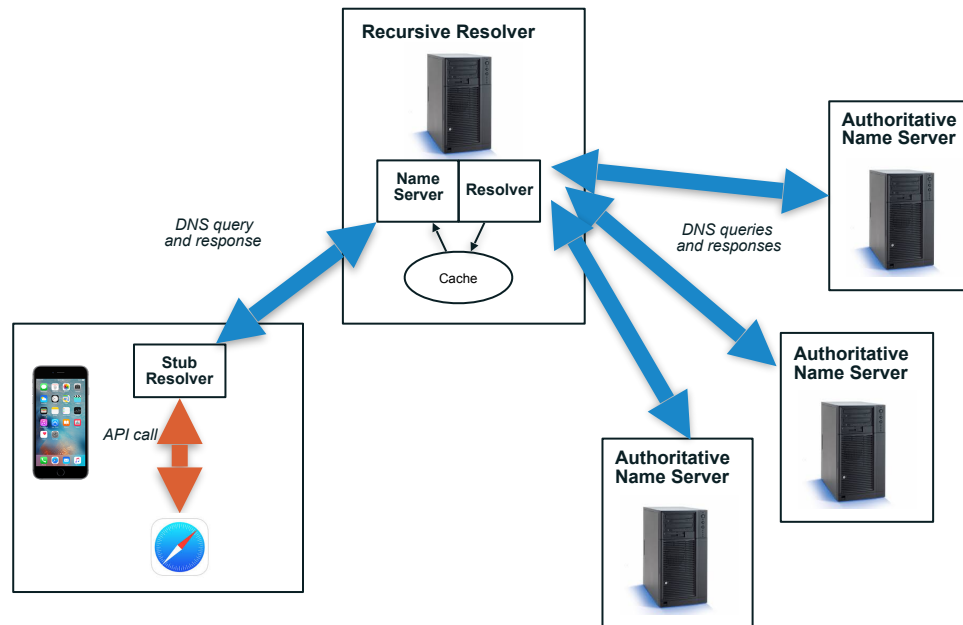 Recursive Resolver
Name
Server
Resolver
Cache
DNS query
and response
DNS queries
and responses
Authoritative
Name Server
Authoritative
Name Server
Authoritative
Name Server
Stub
Resolver
API call